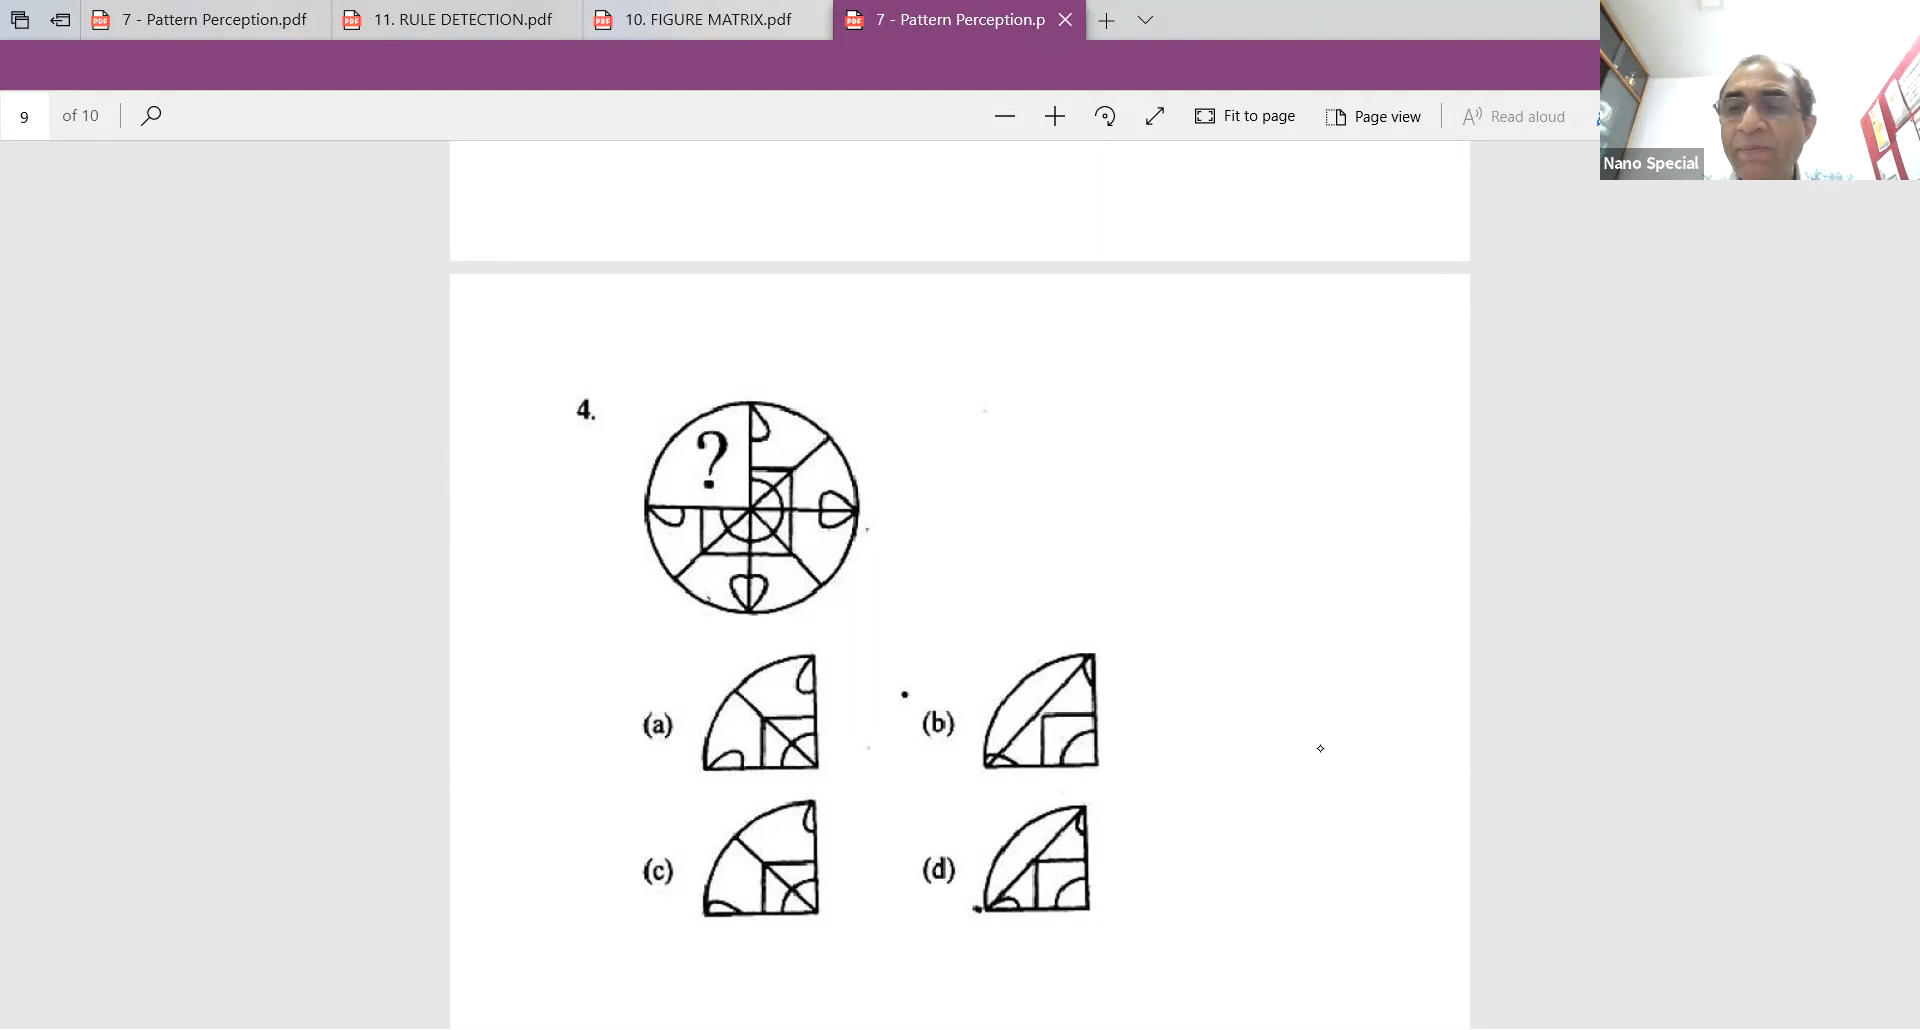 7 - Pattern Perception.pdf
11. RULE DETECTION.pdf
10. FIGURE MATRIX.pdf
7 - Pattern Perception.p
9 of 10
Fit to page
Page view
Read aloud
Nano Special
4.
?
(a)
(b)
(c)
(d)